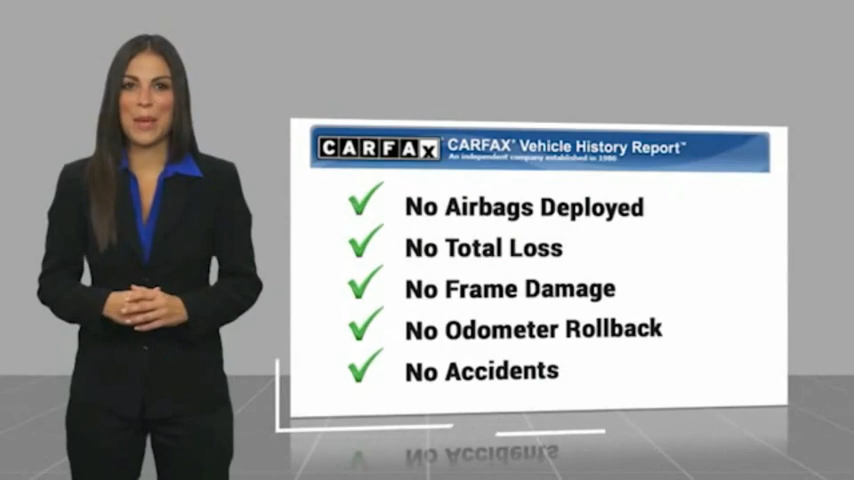 CARFAX CARFAX® Vehicle History Report™
An independent company established in 1986
No Airbags Deployed
No Total Loss
No Frame Damage
No Odometer Rollback
No Accidents
No Accidents